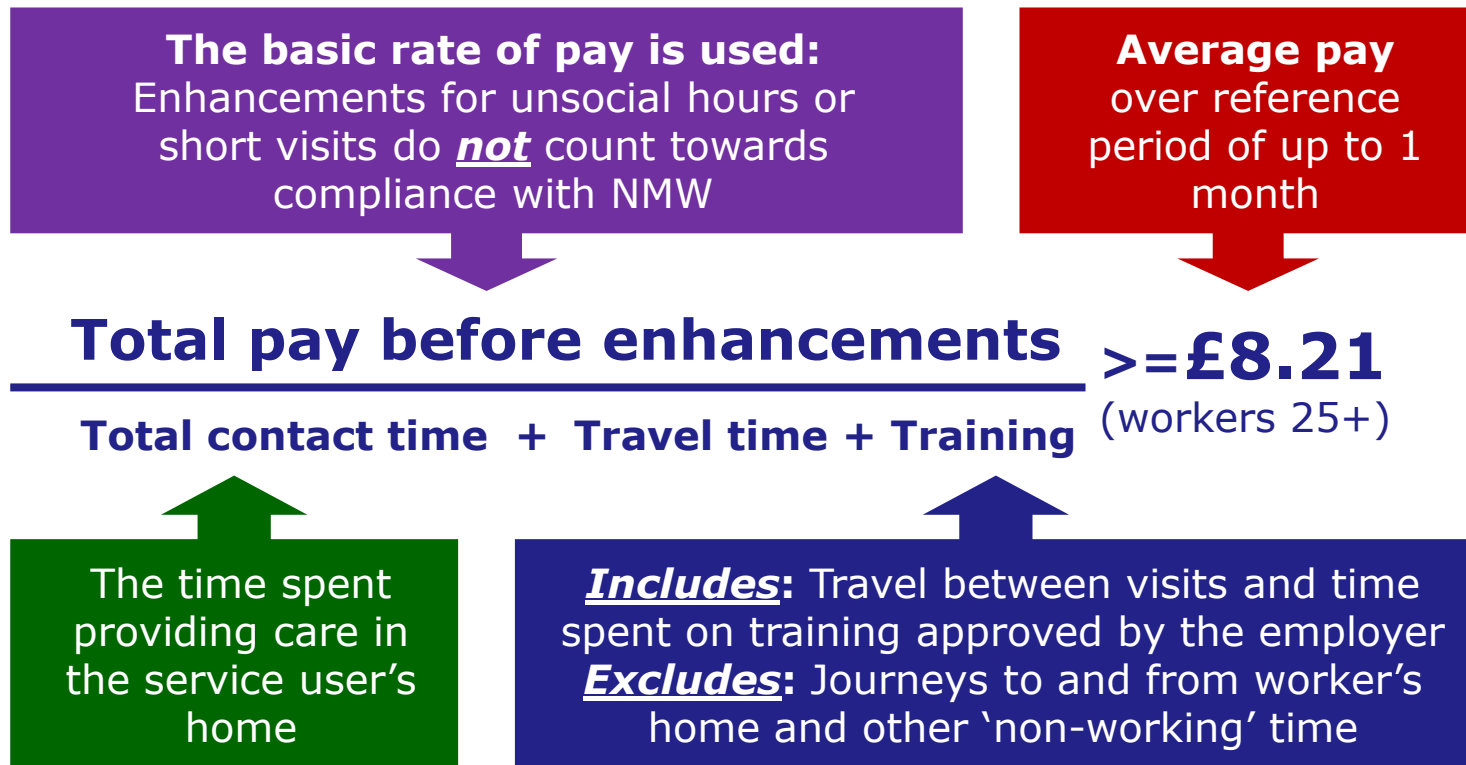 The basic rate of pay is used:
Enhancements for unsocial hours or
short visits do not count towards
compliance with NMW
Average pay
over reference
period of up to 1
month
Total pay before enhancements
>=£8.21
(workers 25+)
Total contact time + Travel time + Training
The time spent
providing care in
the service user’s
home
Includes: Travel between visits and time
spent on training approved by the employer
Excludes: Journeys to and from worker’s
home and other ‘non-working’ time